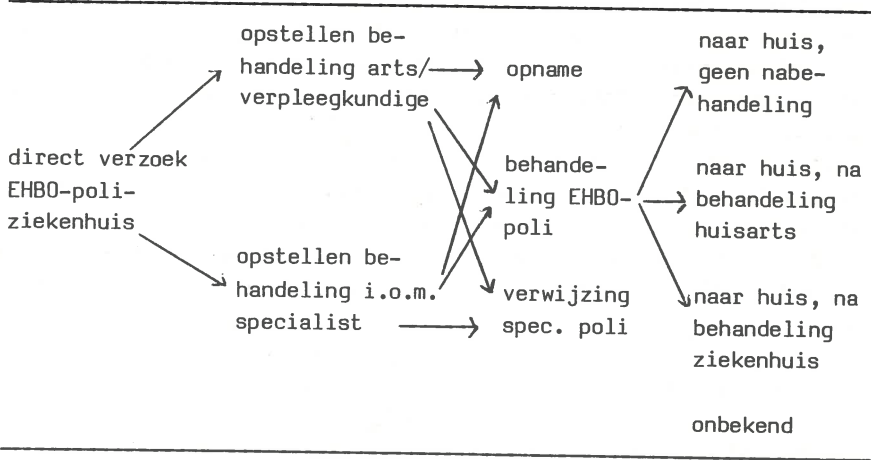 direct verzoek
EHBO-poli-
ziekenhuis
opstellen be-
handeling arts/
verpleegkundige
opstellen be-
handeling i.o.m.
specialist
opname
behande-
ling EHBO-
poli
verwijzing
spec. poli
naar huis,
geen nabe-
handeling
naar huis, na
behandeling
huisarts
naar huis, na
behandeling
ziekenhuis
onbekend